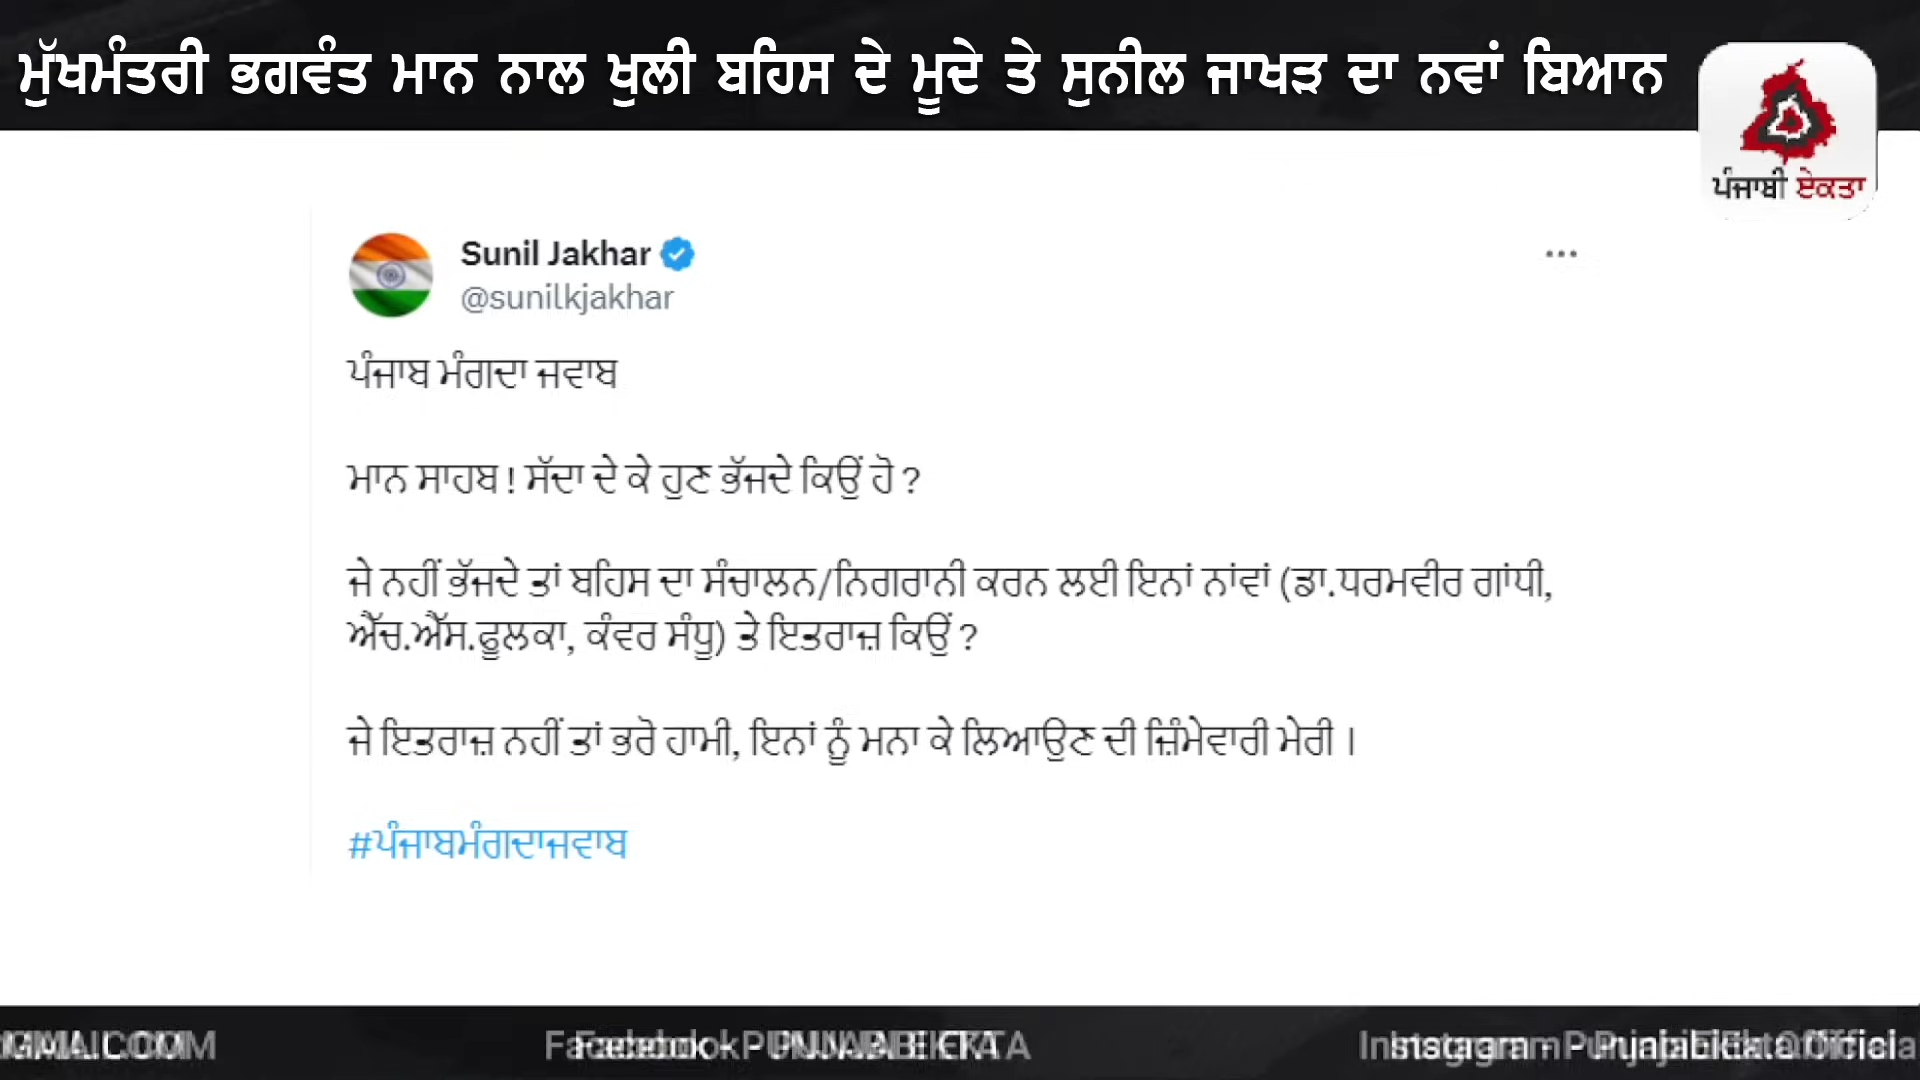 ਮੁੱਖਮੰਤਰੀ ਭਗਵੰਤ ਮਾਨ ਨਾਲ ਖੁਲੀ ਬਹਿਸ ਦੇ ਮੂਦੇ ਤੇ ਸੁਨੀਲ ਜਾਖੜ ਦਾ ਨਵਾਂ ਬਿਆਨ
ਪੰਜਾਬੀ ਏਕਤਾ
Sunil Jakhar
@sunilkjakhar
ਪੰਜਾਬ ਮੰਗਦਾ ਜਵਾਬ
ਮਾਨ ਸਾਹਬ ! ਸੱਦਾ ਦੇ ਕੇ ਹੁਣ ਭੱਜਦੇ ਕਿਉਂ ਹੋ ?
ਜੇ ਨਹੀਂ ਭੱਜਦੇ ਤਾਂ ਬਹਿਸ ਦਾ ਸੰਚਾਲਨ/ਨਿਗਰਾਨੀ ਕਰਨ ਲਈ ਇਨਾਂ ਨਾਂਵਾਂ (ਡਾ.ਧਰਮਵੀਰ ਗਾਂਧੀ,
ਐੱਚ.ਐੱਸ.ਫੂਲਕਾ, ਕੰਵਰ ਸੰਧੂ) ਤੇ ਇਤਰਾਜ਼ ਕਿਉਂ ?
ਜੇ ਇਤਰਾਜ਼ ਨਹੀਂ ਤਾਂ ਭਰੋ ਹਾਮੀ, ਇਨਾਂ ਨੂੰ ਮਨਾ ਕੇ ਲਿਆਉਣ ਦੀ ਜ਼ਿੰਮੇਵਾਰੀ ਮੇਰੀ ।
#ਪੰਜਾਬਮੰਗਦਾਜਵਾਬ